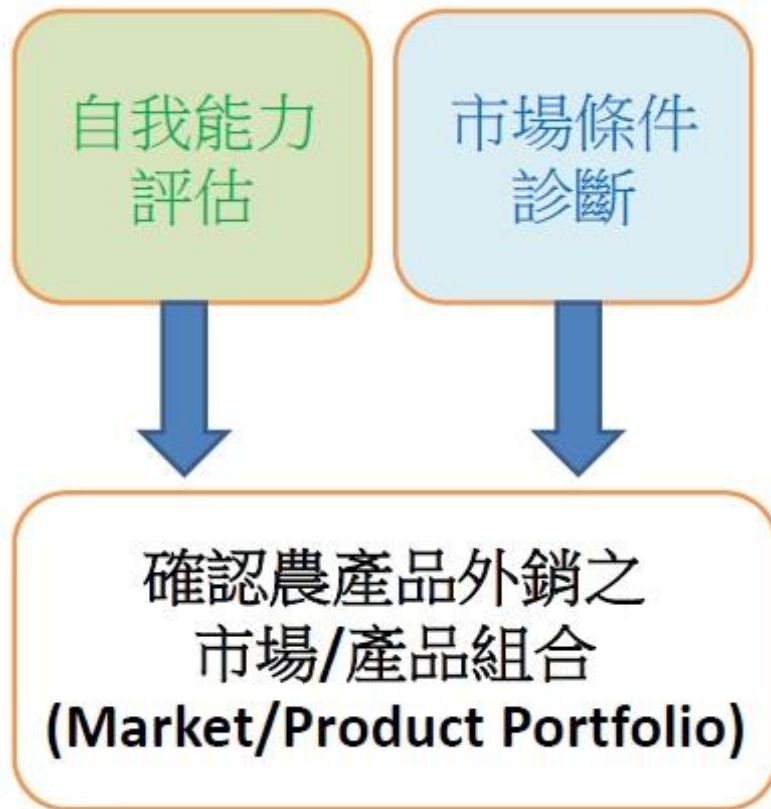 自我能力
評估
市場條件
診斷
確認農產品外銷之
市場/產品組合
(Market/Product Portfolio)